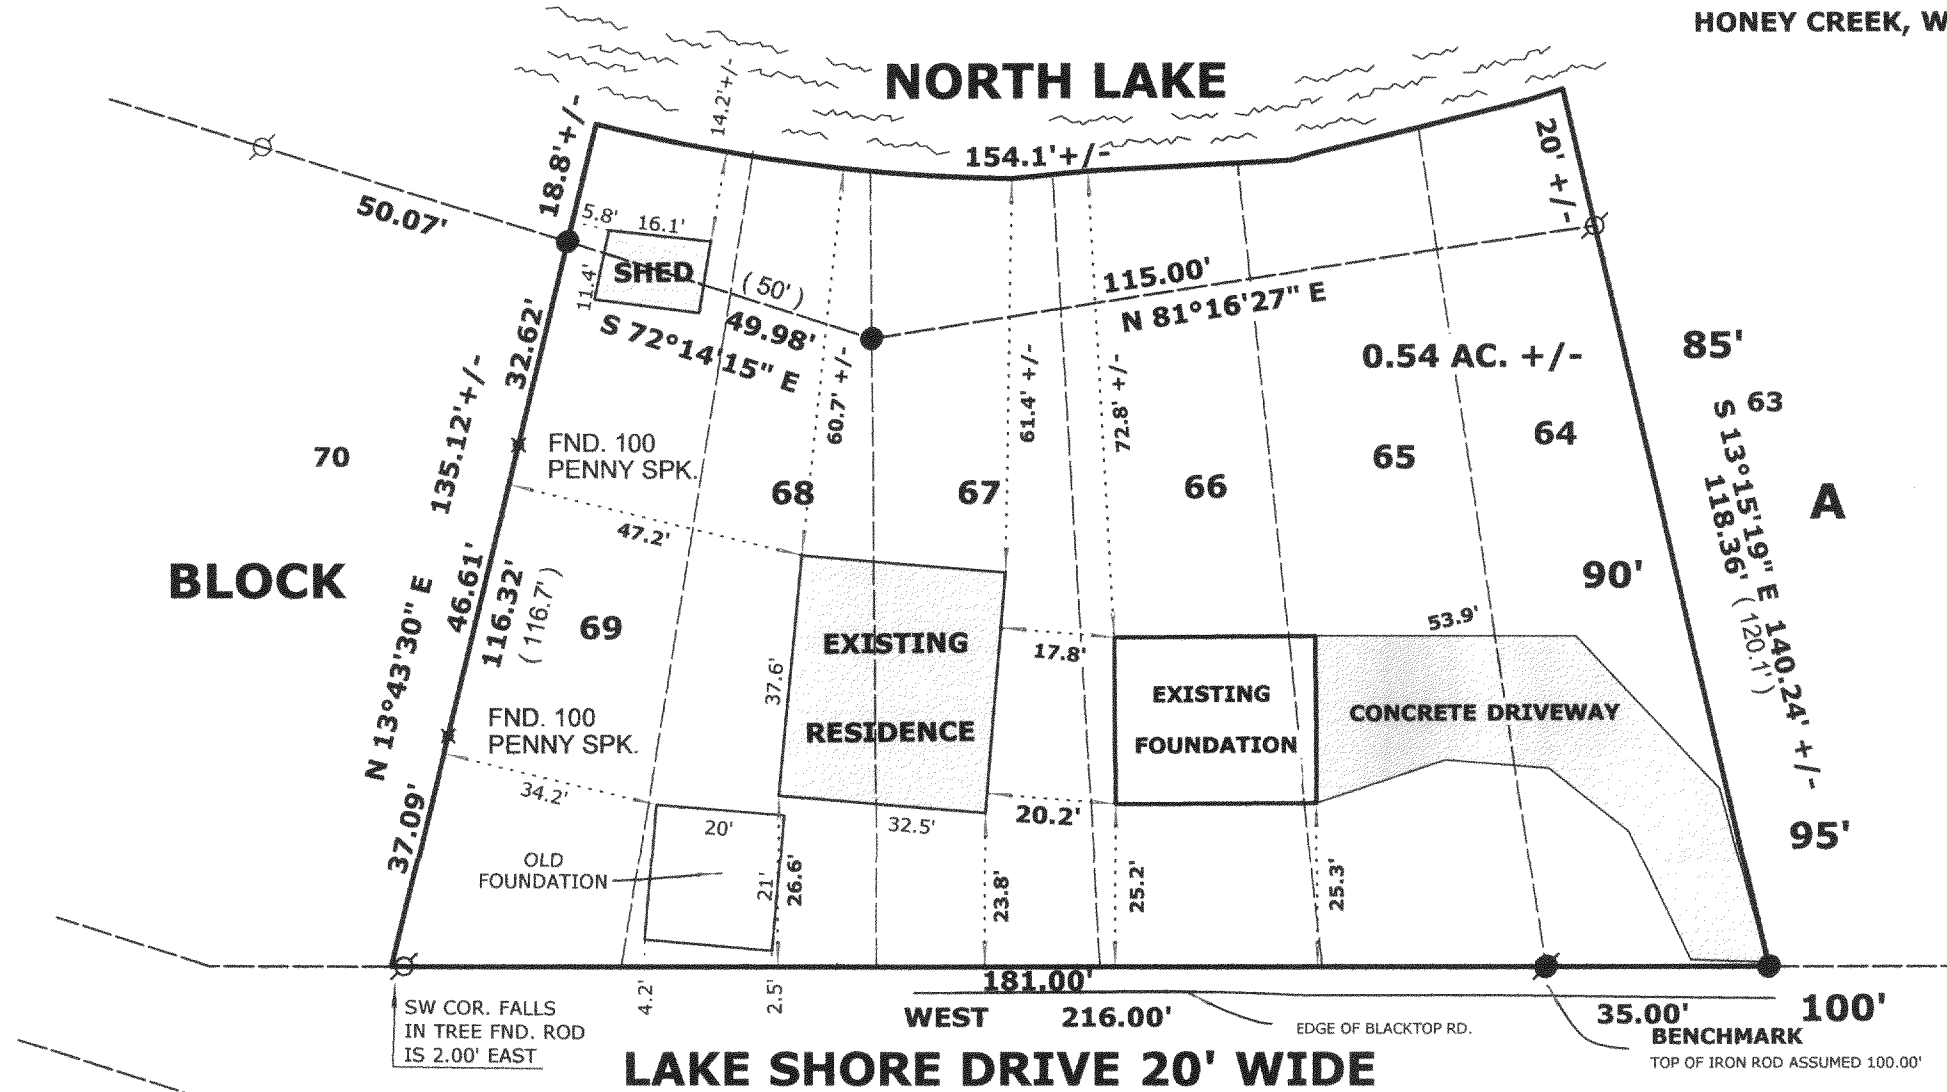 HONEY CREEK, W
NORTH LAKE
14.2'+/-
18.8'+/-
154.1'+/-
20' +/-
50.07'
5.8'
16.1'
11.4'
SHED
( 50' )
49.98'
S 72°14'15" E
115.00'
N 81°16'27" E
32.62'
60.7' +/-
61.4' +/-
72.8' +/-
0.54 AC. +/-
85'
63
135.12'+/-
70
FND. 100
PENNY SPK.
68
67
66
65
64
S 13°15'19" E 140.24' +/-
118.36' ( 120.1' )
A
47.2'
BLOCK
N 13°43'30" E
46.61'
116.32'
( 116.7' )
69
90'
EXISTING
RESIDENCE
37.6'
32.5'
17.8'
53.9'
EXISTING
FOUNDATION
CONCRETE DRIVEWAY
FND. 100
PENNY SPK.
34.2'
37.09'
20'
20.2'
95'
OLD
FOUNDATION
21'
26.6'
23.8'
25.2'
25.3'
181.00'
4.2'
2.5'
SW COR. FALLS
IN TREE FND. ROD
IS 2.00' EAST
WEST 216.00'
EDGE OF BLACKTOP RD.
35.00'
100'
BENCHMARK
TOP OF IRON ROD ASSUMED 100.00'
LAKE SHORE DRIVE 20' WIDE